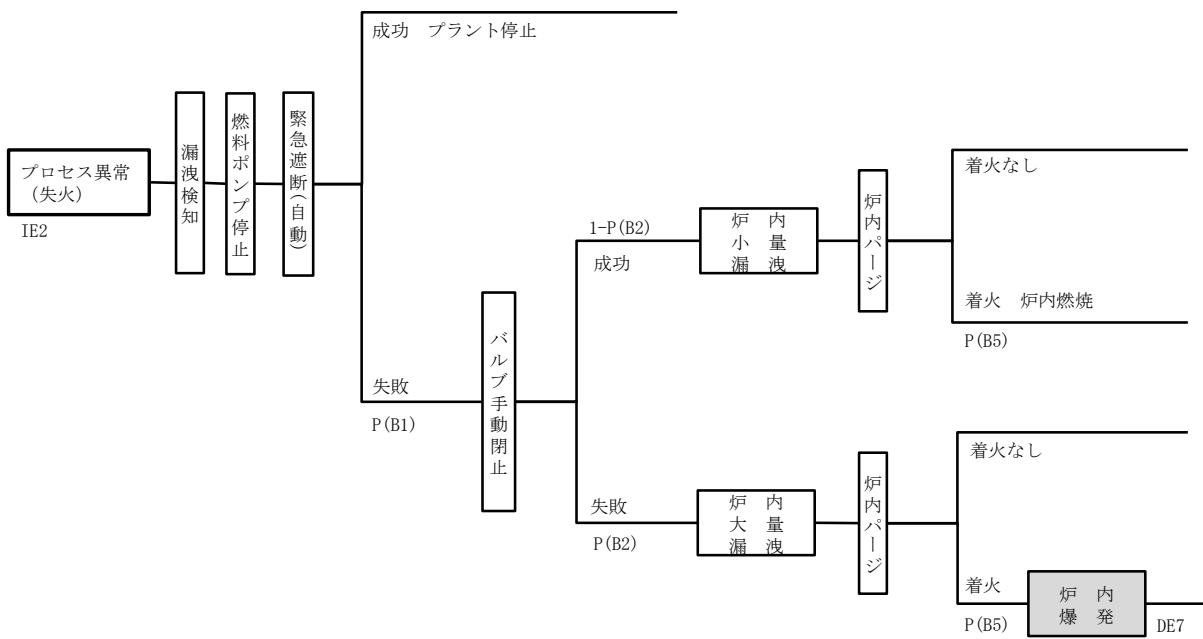 成功 プラント停止
プロセス異常
(失火)
IE2
漏洩検知
燃料ポンプ停止
緊急遮断(自動)
失敗
P(B1)
バルブ手動閉止
1-P(B2)
成功
炉内
小量
漏洩
炉内パージ
着火なし
着火 炉内燃焼
P(B5)
失敗
P(B2)
炉内
大量
漏洩
炉内パージ
着火なし
着火
P(B5)
炉内
爆発
DE7